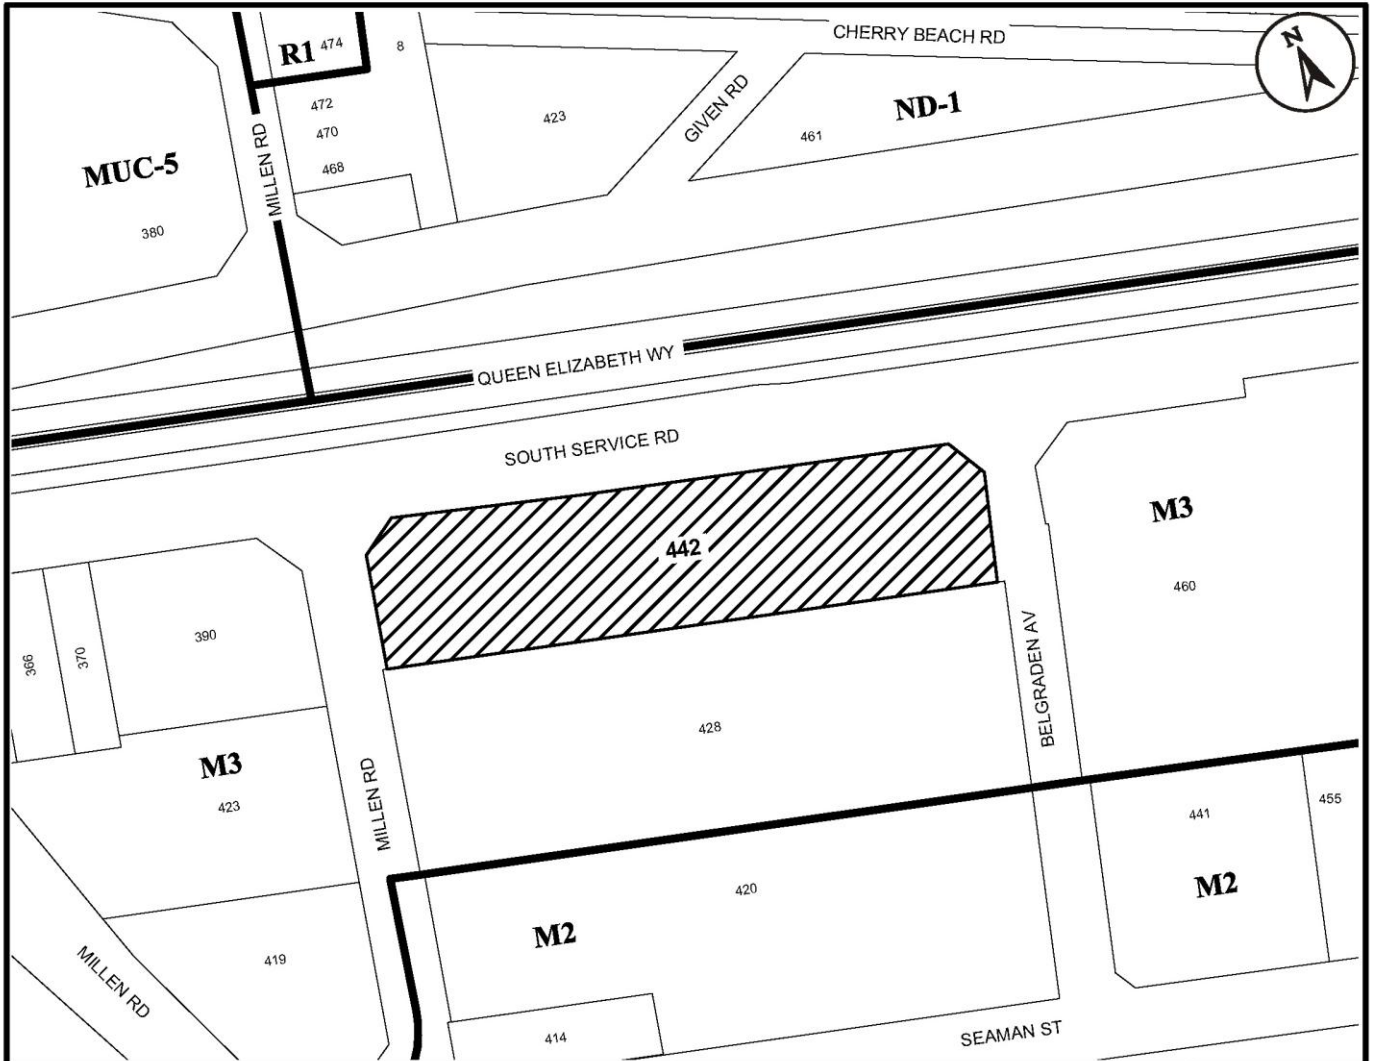 CHERRY BEACH RD
N
R1
474
8
472
470
468
MILLEN RD
423
GIVEN RD
461
ND-1
MUC-5
380
QUEEN ELIZABETH WY
SOUTH SERVICE RD
442
M3
460
366
370
390
428
BELGRADEN AV
M3
423
MILLEN RD
420
441
455
M2
M2
419
MILLEN RD
414
SEAMAN ST